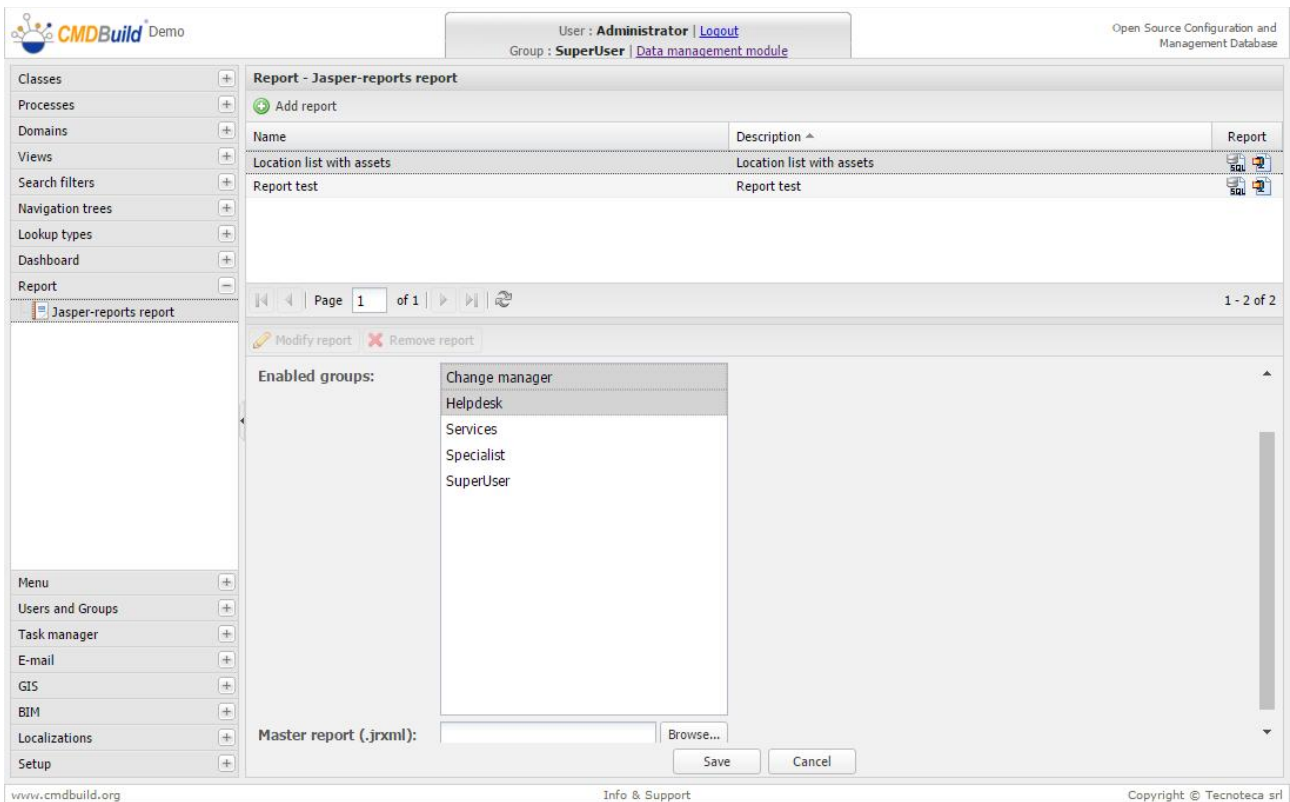 CMDBuild Demo
User : Administrator | Logout
Group : SuperUser | Data management module
Open Source Configuration and
Management Database
Classes
Processes
Domains
Views
Search filters
Navigation trees
Lookup types
Dashboard
Report
Jasper-reports report
Menu
Users and Groups
Task manager
E-mail
GIS
BIM
Localizations
Setup
Report - Jasper-reports report
Add report
Name Description Report
Location list with assets Location list with assets SQL
Report test Report test SQL
Page 1 of 1 1 - 2 of 2
Modify report Remove report
Enabled groups:
Change manager
Helpdesk
Services
Specialist
SuperUser
Master report (.jrxml): Browse...
Save Cancel
www.cmdbuild.org Info & Support Copyright © Tecnoteca srl